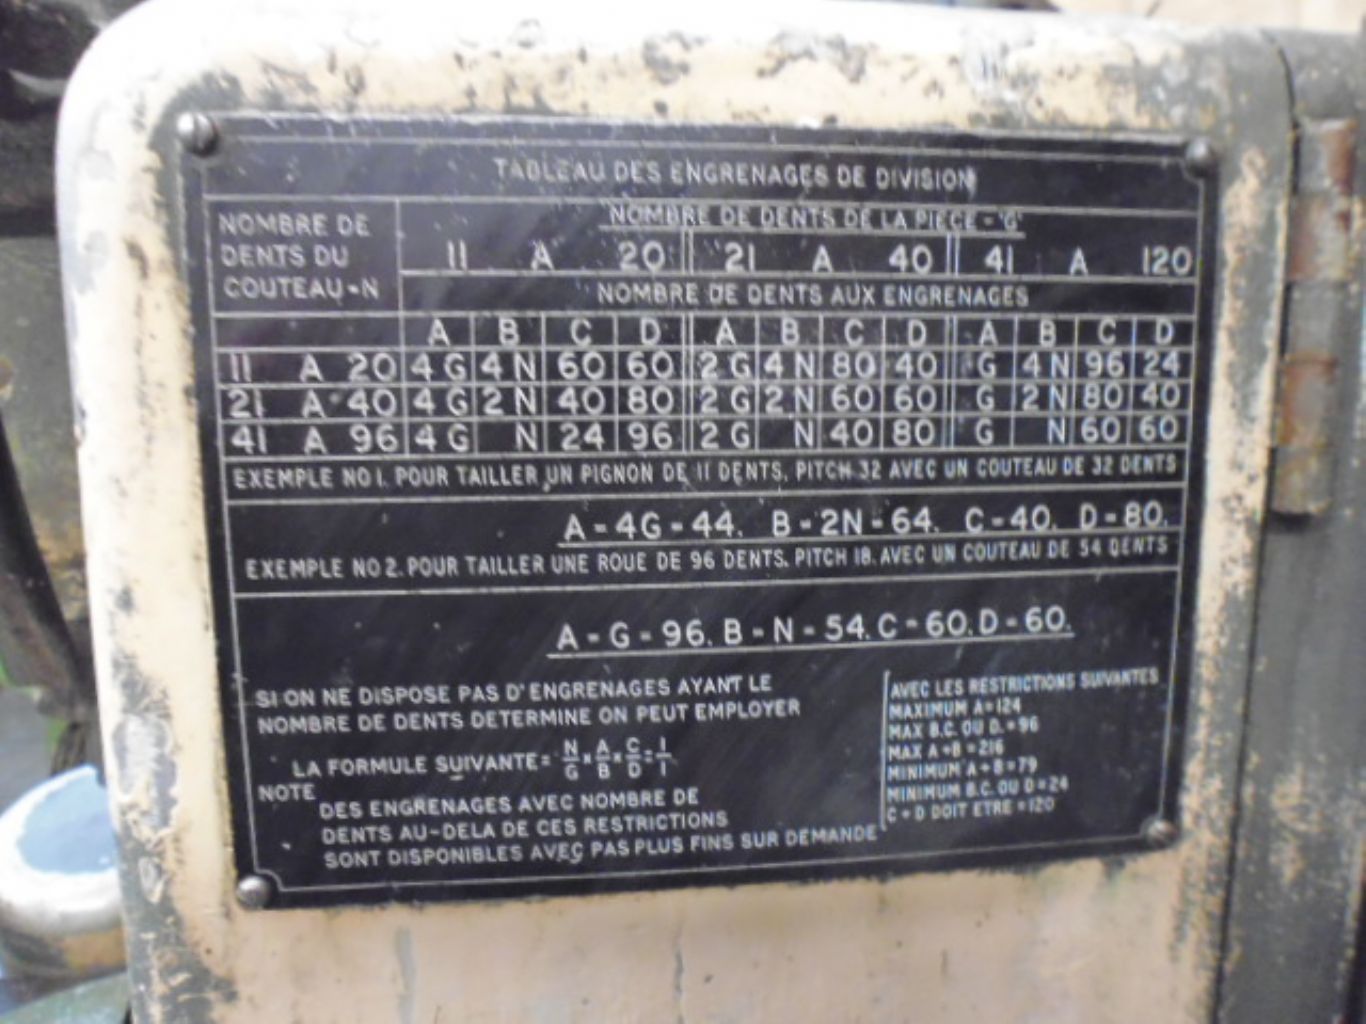 TABLEAU DES ENGRENAGES DE DIVISION
NOMBRE DE DENTS DU COUTEAU-N
NOMBRE DE DENTS DE LA PIECE - "G"
11 A 20 21 A 40 41 A 120
NOMBRE DE DENTS AUX ENGRENAGES
A B C D A B C D A B C D
11 A 20 4G 4N 60 60 2G 4N 80 40 G 4N 96 24
21 A 40 4G 2N 40 80 2G 2N 60 60 G 2N 80 40
41 A 96 4G N 24 96 2G N 40 80 G N 60 60
EXEMPLE NO 1. POUR TAILLER UN PIGNON DE 11 DENTS. PITCH 32 AVEC UN COUTEAU DE 32 DENTS
A - 4G - 44. B - 2N - 64. C - 40. D - 80.
EXEMPLE NO 2. POUR TAILLER UNE ROUE DE 96 DENTS. PITCH 18. AVEC UN COUTEAU DE 54 DENTS
A - G - 96. B - N - 54. C - 60. D - 60.
SI ON NE DISPOSE PAS D'ENGRENAGES AYANT LE
NOMBRE DE DENTS DETERMINE ON PEUT EMPLOYER
LA FORMULE SUIVANTE = N/G × A/B × C/D = 1/1
NOTE
DES ENGRENAGES AVEC NOMBRE DE
DENTS AU-DELA DE CES RESTRICTIONS
SONT DISPONIBLES AVEC PAS PLUS FINS SUR DEMANDE
AVEC LES RESTRICTIONS SUIVANTES
MAXIMUM A = 124
MAX B.C. OU D. = 96
MAX A + B = 216
MINIMUM A + B = 79
MINIMUM B.C. OU D = 24
C + D DOIT ETRE = 120